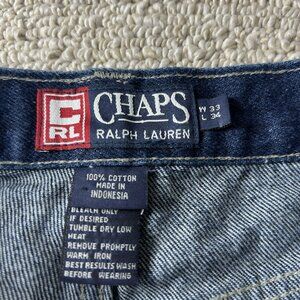 C
RL
CHAPS
RALPH LAUREN
W 33
L 34
100% COTTON
MADE IN
INDONESIA
BLEACH ONLY
IF DESIRED
TUMBLE DRY LOW
HEAT
REMOVE PROMPTLY
WARM IRON
BEST RESULTS WASH
BEFORE WEARING